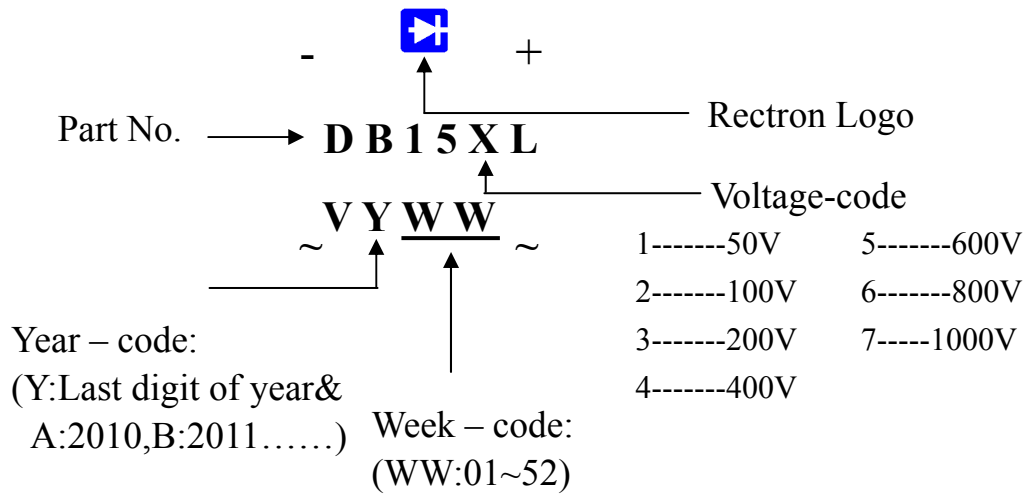 - +
Rectron Logo
Part No. D B 1 5 X L
Voltage-code
~ V Y W W ~
1-------50V 5-------600V
2-------100V 6-------800V
3-------200V 7-----1000V
4-------400V
Year – code:
(Y:Last digit of year&
A:2010,B:2011……)
Week – code:
(WW:01~52)